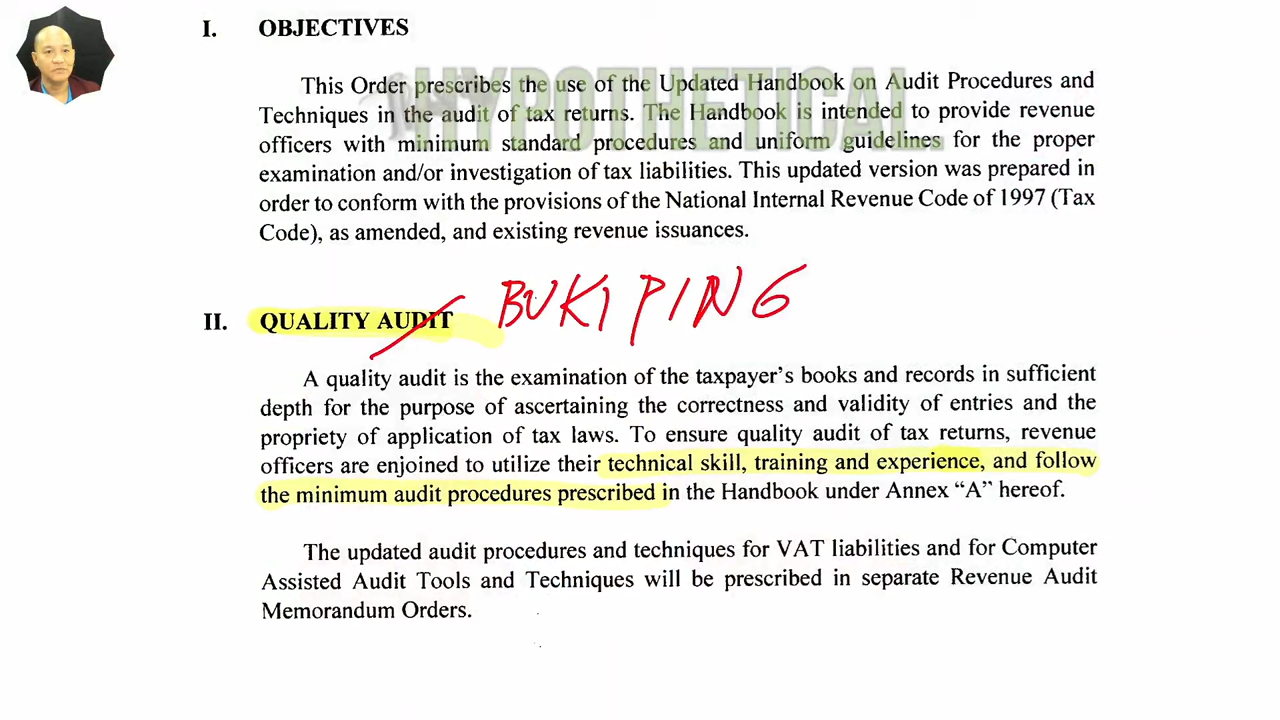 I. OBJECTIVES
HYPOTHETICAL.
This Order prescribes the use of the Updated Handbook on Audit Procedures and
Techniques in the audit of tax returns. The Handbook is intended to provide revenue
officers with minimum standard procedures and uniform guidelines for the proper
examination and/or investigation of tax liabilities. This updated version was prepared in
order to conform with the provisions of the National Internal Revenue Code of 1997 (Tax
Code), as amended, and existing revenue issuances.
BUKIPING
II. QUALITY AUDIT
A quality audit is the examination of the taxpayer's books and records in sufficient
depth for the purpose of ascertaining the correctness and validity of entries and the
propriety of application of tax laws. To ensure quality audit of tax returns, revenue
officers are enjoined to utilize their technical skill, training and experience, and follow
the minimum audit procedures prescribed in the Handbook under Annex “A” hereof.
The updated audit procedures and techniques for VAT liabilities and for Computer
Assisted Audit Tools and Techniques will be prescribed in separate Revenue Audit
Memorandum Orders.